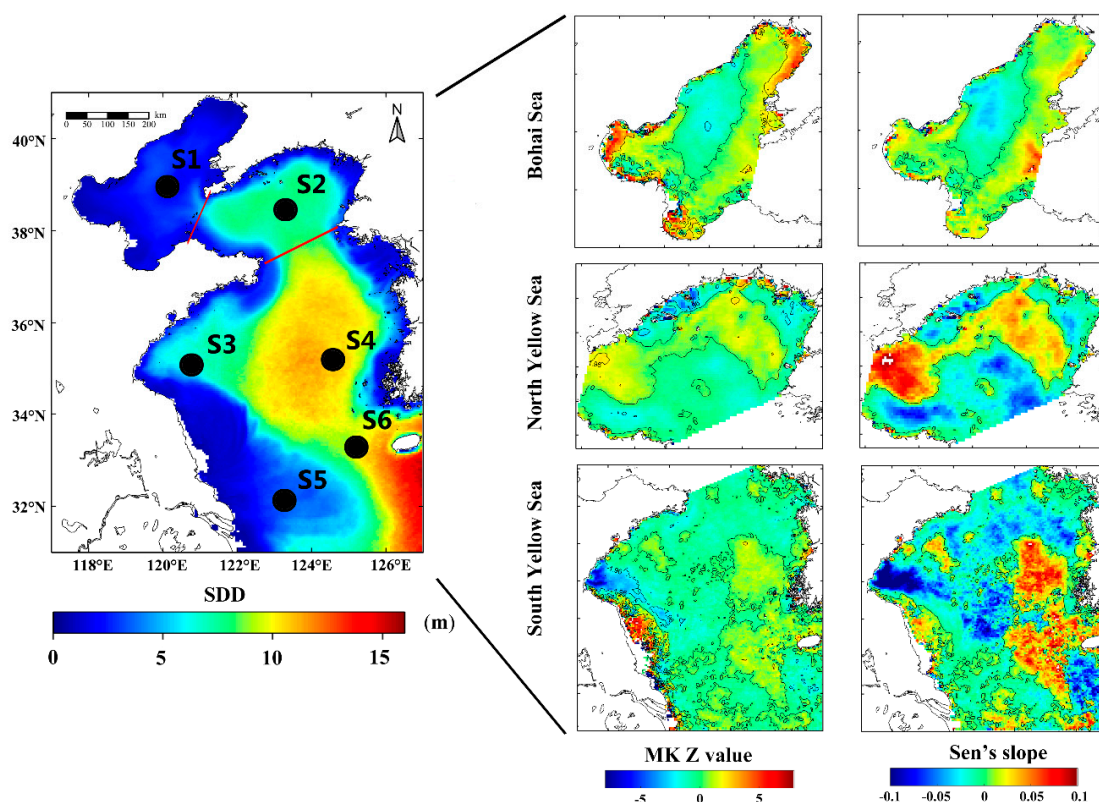 N
0 50 100 150 200 km
40°N
38°N
36°N
34°N
32°N
S1
S2
S3
S4
S6
S5
118°E 120°E 122°E 124°E 126°E
SDD
(m)
0 5 10 15
Bohai Sea
North Yellow Sea
South Yellow Sea
MK Z value
-5 0 5
Sen's slope
-0.1 -0.05 0 0.05 0.1